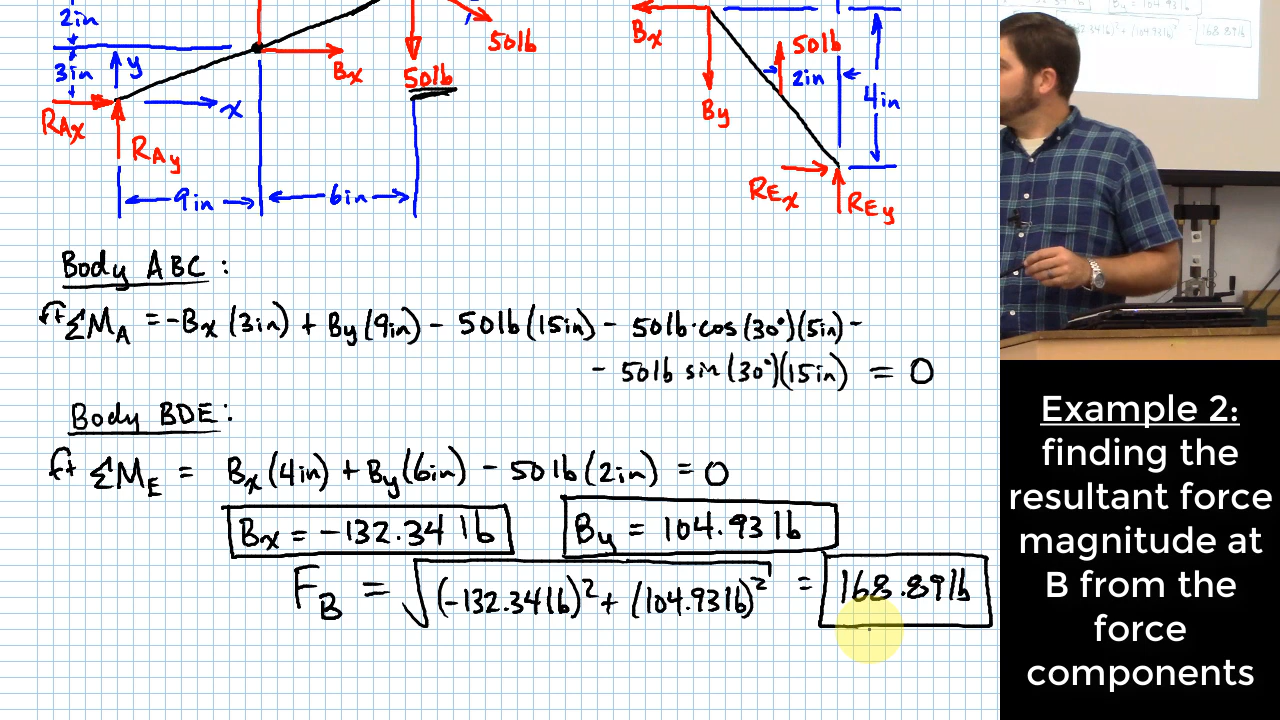 2in
3in
y
x
RAx
RAy
Bx
50lb
50lb
9in
6in
Bx
By
50lb
2in
4in
REx
REy
Body ABC:
ΣMA = -Bx(3in) + By(9in) - 50lb(15in) - 50lb·cos(30°)(5in) -
- 50lb sin(30°)(15in) = 0
Body BDE:
ΣME = Bx(4in) + By(6in) - 50lb(2in) = 0
Bx = -132.34 lb By = 104.93 lb
FB = √(-132.34lb)² + (104.93lb)² = 168.89lb
Example 2:
finding the
resultant force
magnitude at
B from the
force
components